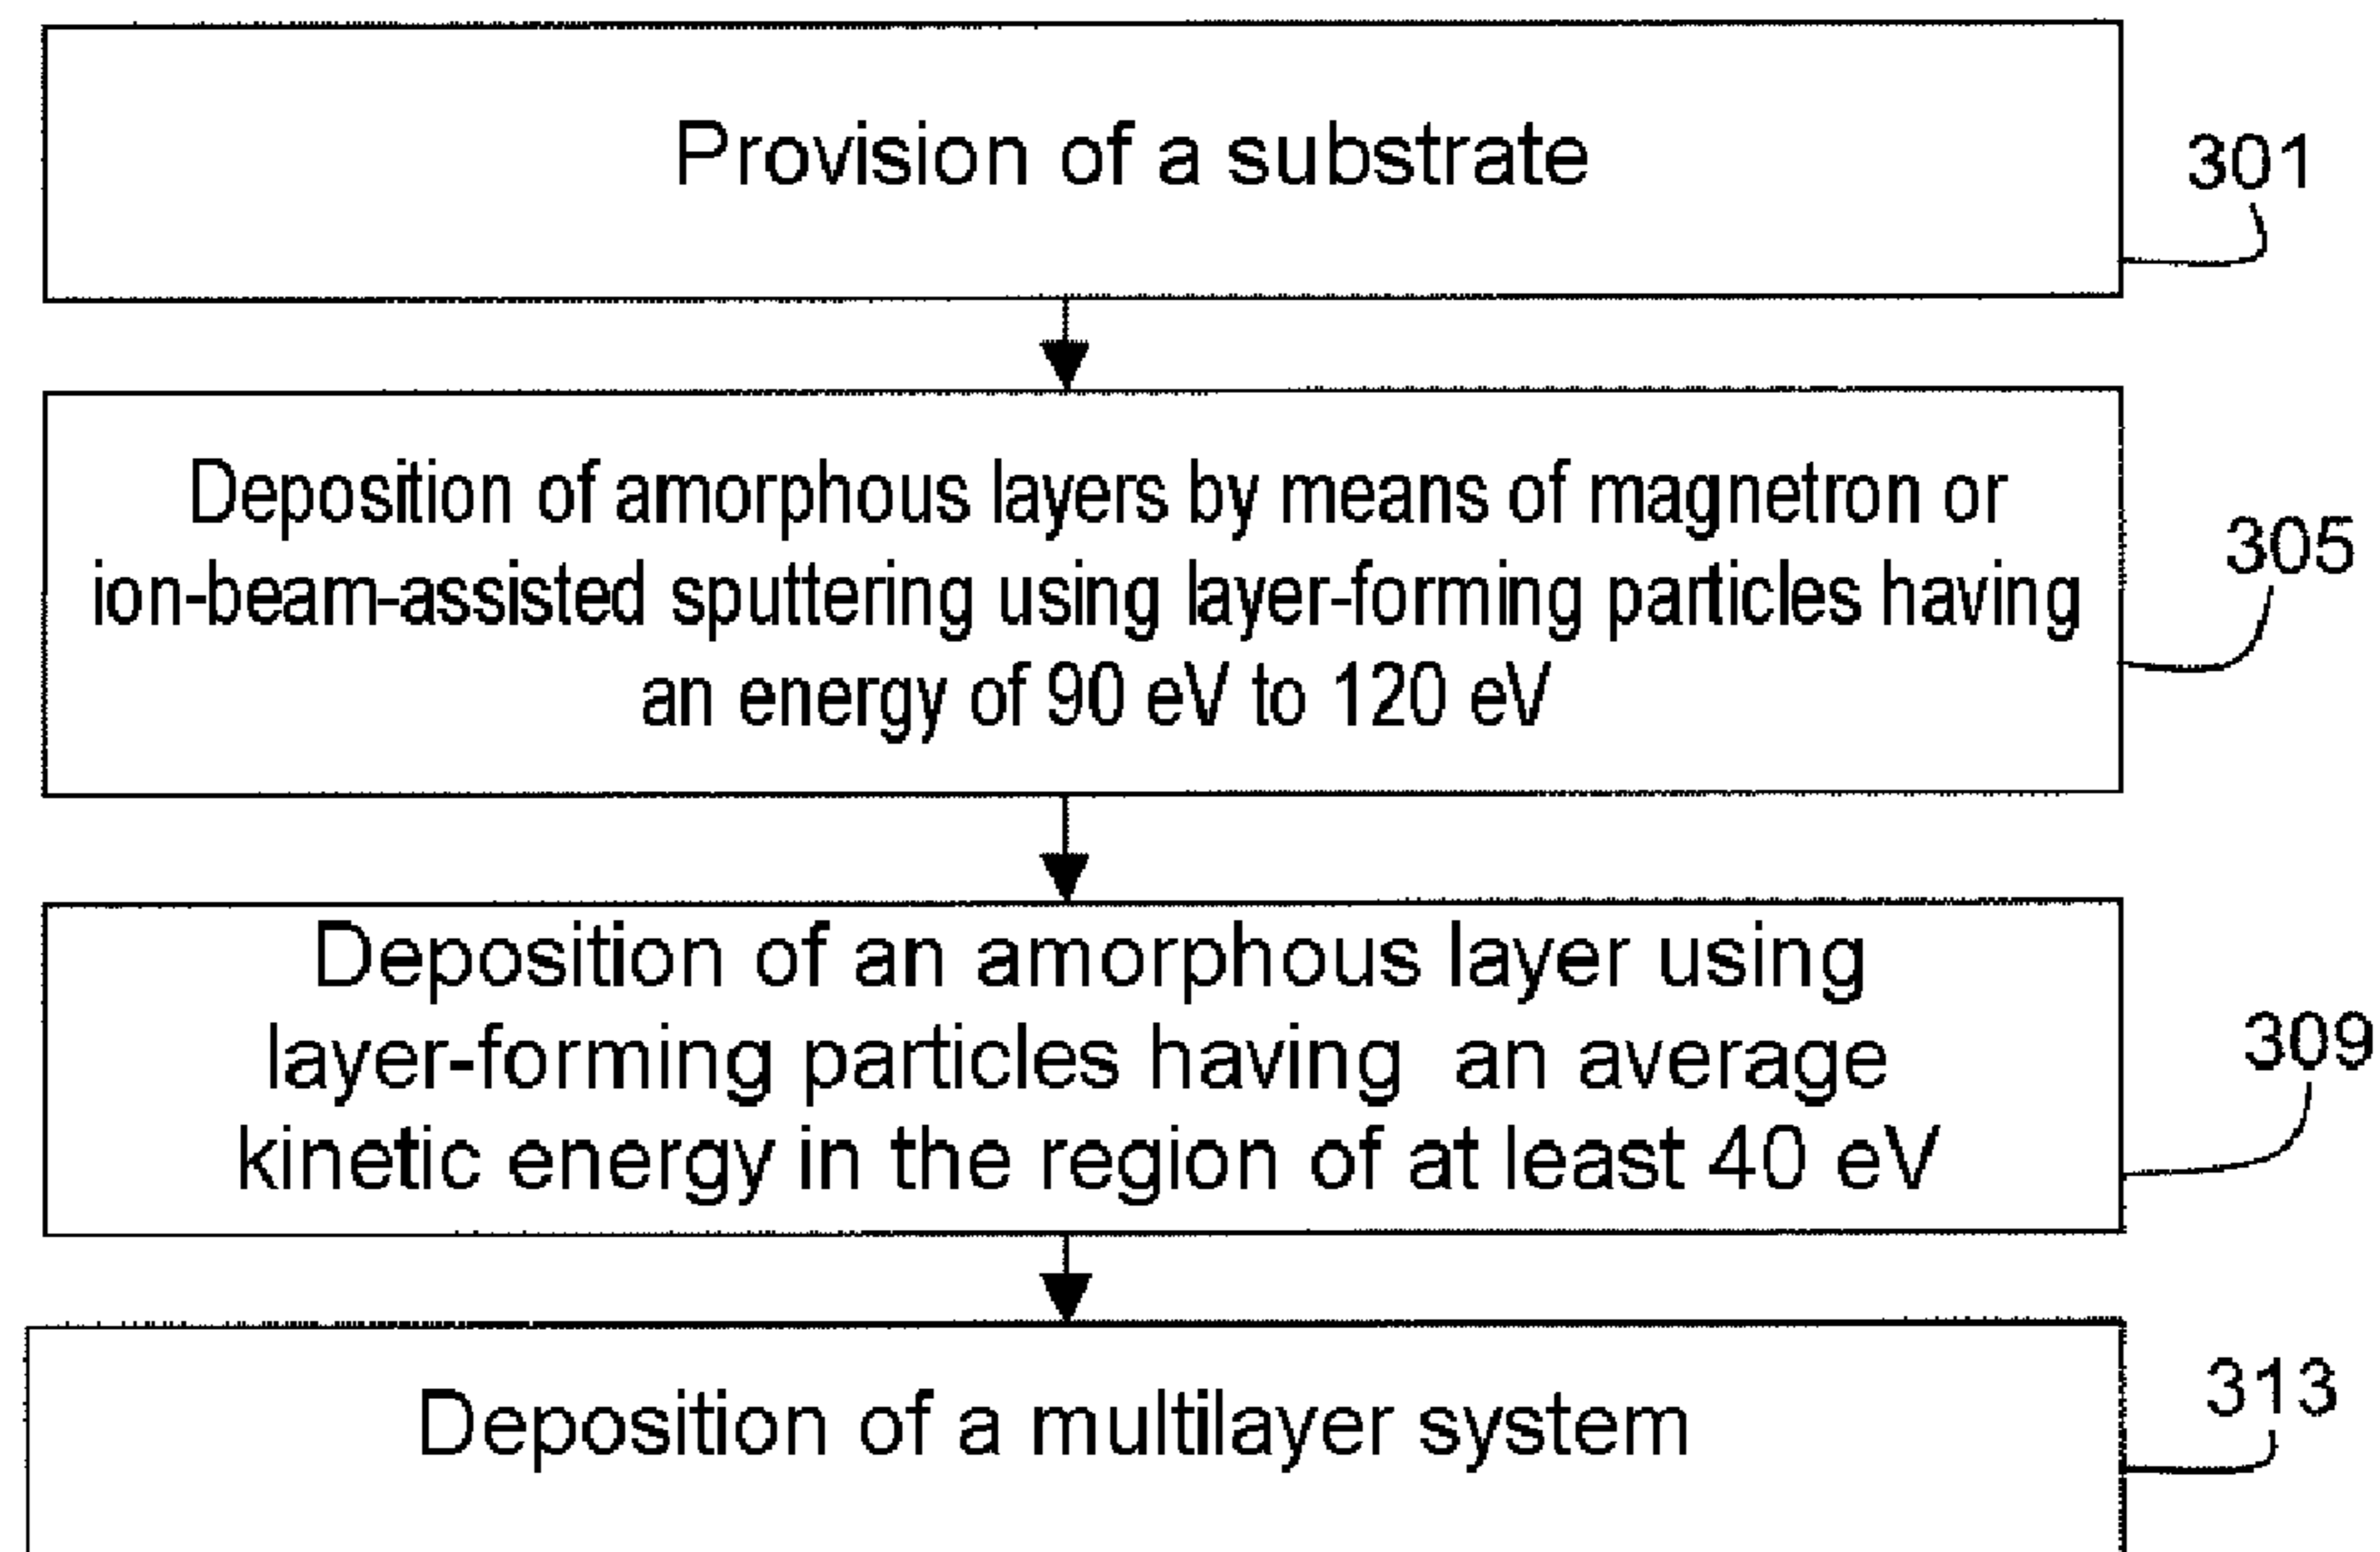 Provision of a substrate
301
Deposition of amorphous layers by means of magnetron or
ion-beam-assisted sputtering using layer-forming particles having
an energy of 90 eV to 120 eV
305
Deposition of an amorphous layer using
layer-forming particles having an average
kinetic energy in the region of at least 40 eV
309
Deposition of a multilayer system
313